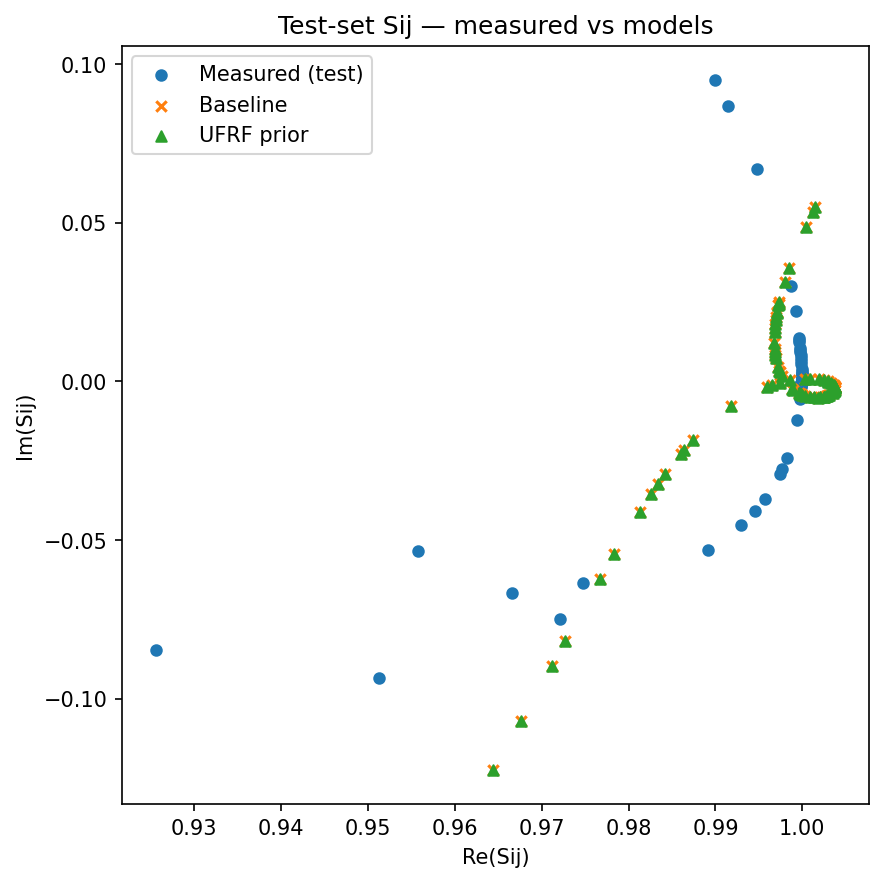 Test-set Sij — measured vs models
Measured (test)
Baseline
UFRF prior
0.10
0.05
0.00
−0.05
−0.10
Im(Sij)
0.93 0.94 0.95 0.96 0.97 0.98 0.99 1.00
Re(Sij)